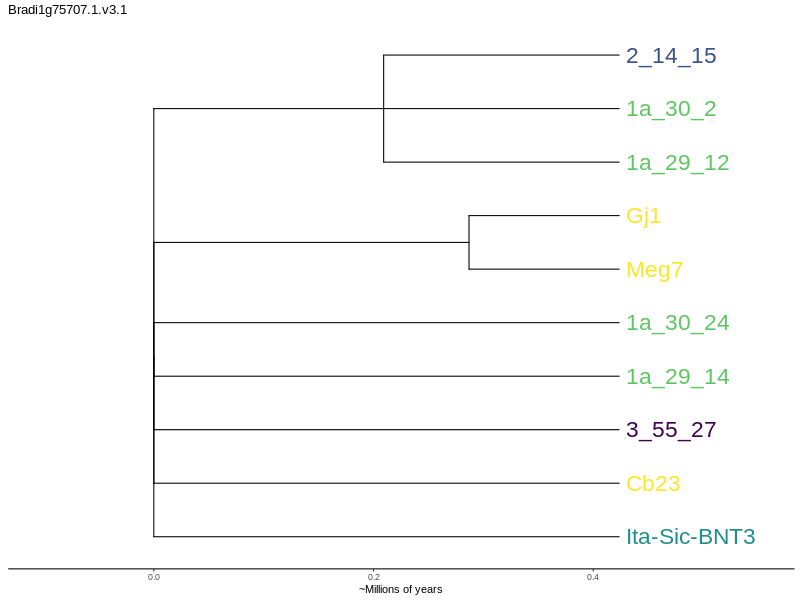 Bradi1g75707.1.v3.1
2_14_15
1a_30_2
1a_29_12
Gj1
Meg7
1a_30_24
1a_29_14
3_55_27
Cb23
Ita-Sic-BNT3
0.0 0.2 0.4
~Millions of years